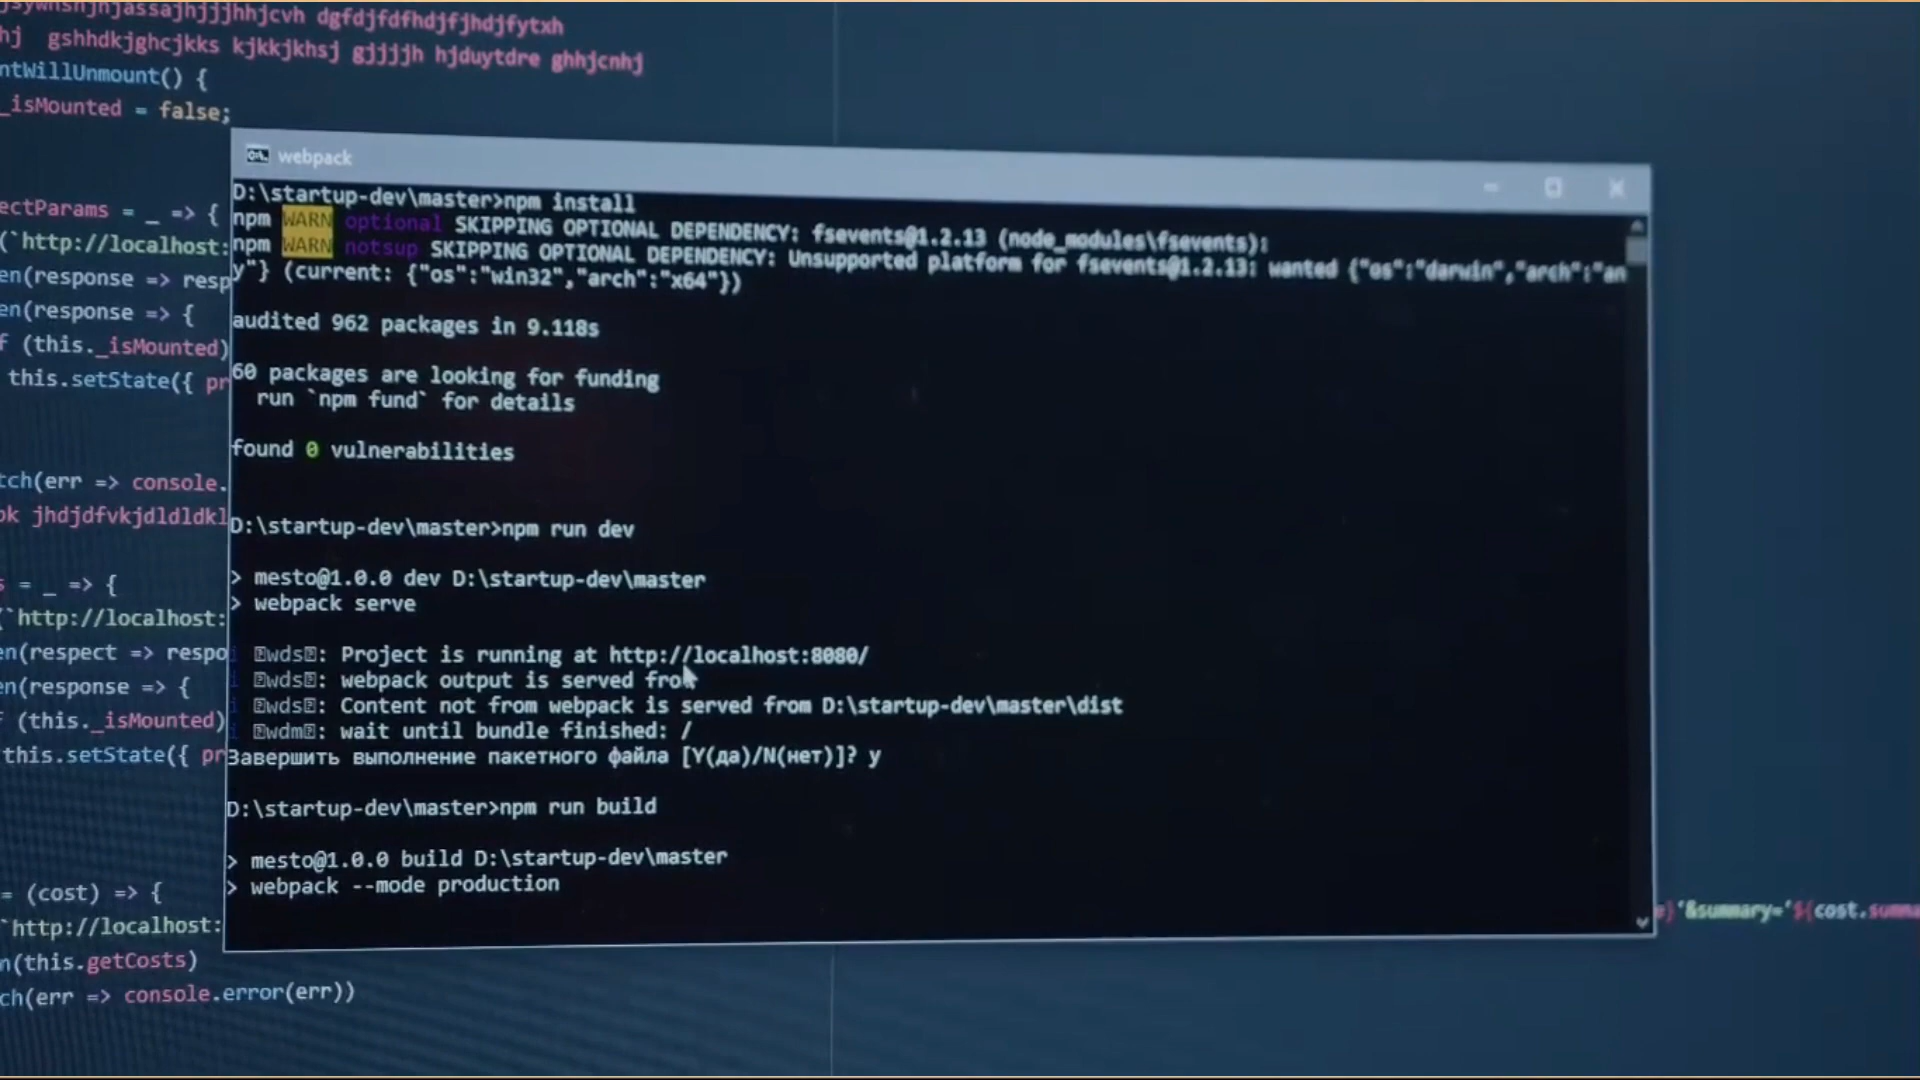 dgfdjfdfhdjfjhdjfytxh
hj gshhdkjghcjkks kjkkjkhsj gjjjjh hjduytdre ghhjcnhj
ntWillUnmount() {
_isMounted = false;
webpack
D:\startup-dev\master>npm install
npm WARN optional SKIPPING OPTIONAL DEPENDENCY: fsevents@1.2.13 (node_modules\fsevents):
npm WARN notsup SKIPPING OPTIONAL DEPENDENCY: Unsupported platform for fsevents@1.2.13: wanted {"os":"darwin","arch":"an
y"} (current: {"os":"win32","arch":"x64"})
audited 962 packages in 9.118s
60 packages are looking for funding
run `npm fund` for details
found 0 vulnerabilities
D:\startup-dev\master>npm run dev
> mesto@1.0.0 dev D:\startup-dev\master
> webpack serve
wds: Project is running at http://localhost:8080/
wds: webpack output is served from
wds: Content not from webpack is served from D:\startup-dev\master\dist
wdm: wait until bundle finished: /
Завершить выполнение пакетного файла [Y(да)/N(нет)]? y
D:\startup-dev\master>npm run build
> mesto@1.0.0 build D:\startup-dev\master
> webpack --mode production
ectParams = _ => {
(`http://localhost:
en(response => resp
en(response => {
f (this._isMounted)
this.setState({ pr
tch(err => console.
ok jhdjdfvkjdldldkl
s = _ => {
(`http://localhost:
en(respect => respo
en(response => {
f (this._isMounted)
this.setState({ pr
= (cost) => {
`http://localhost:
}'&summary='${cost.summa
n(this.getCosts)
ch(err => console.error(err))